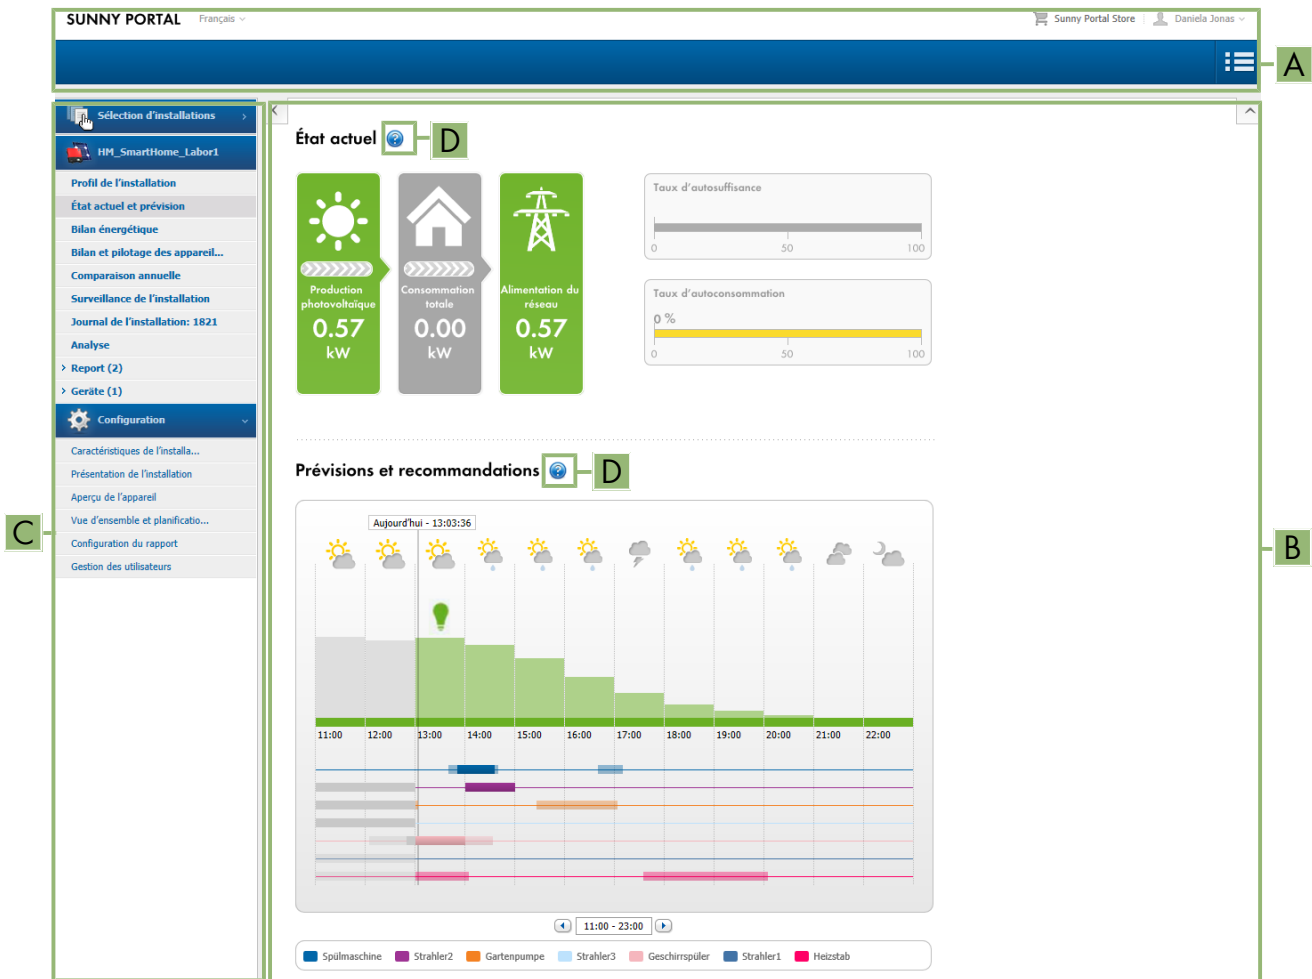 SUNNY PORTAL Français
Sunny Portal Store Daniela Jonas
A
Sélection d'installations
HM_SmartHome_Labor1
Profil de l'installation
État actuel et prévision
Bilan énergétique
Bilan et pilotage des appareil...
Comparaison annuelle
Surveillance de l'installation
Journal de l'installation: 1821
Analyse
Report (2)
Geräte (1)
Configuration
Caractéristiques de l'installa...
Présentation de l'installation
Aperçu de l'appareil
Vue d'ensemble et planificatio...
Configuration du rapport
Gestion des utilisateurs
C
État actuel
D
Production photovoltaïque
0.57
kW
Consommation totale
0.00
kW
Alimentation du réseau
0.57
kW
Taux d'autosuffisance
0 50 100
Taux d'autoconsommation
0 %
0 50 100
Prévisions et recommandations
D
B
Aujourd'hui - 13:03:36
11:00 12:00 13:00 14:00 15:00 16:00 17:00 18:00 19:00 20:00 21:00 22:00
11:00 - 23:00
Spülmaschine Strahler2 Gartenpumpe Strahler3 Geschirrspüler Strahler1 Heizstab